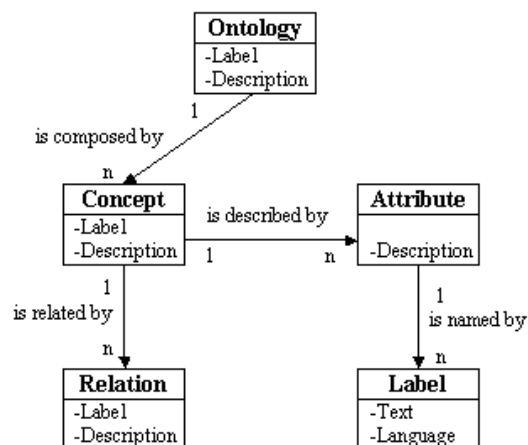 Ontology
-Label
-Description
1
is composed by
n
Concept
-Label
-Description
is described by
1
n
Attribute
-Description
1
is related by
n
1
is named by
n
Relation
-Label
-Description
Label
-Text
-Language